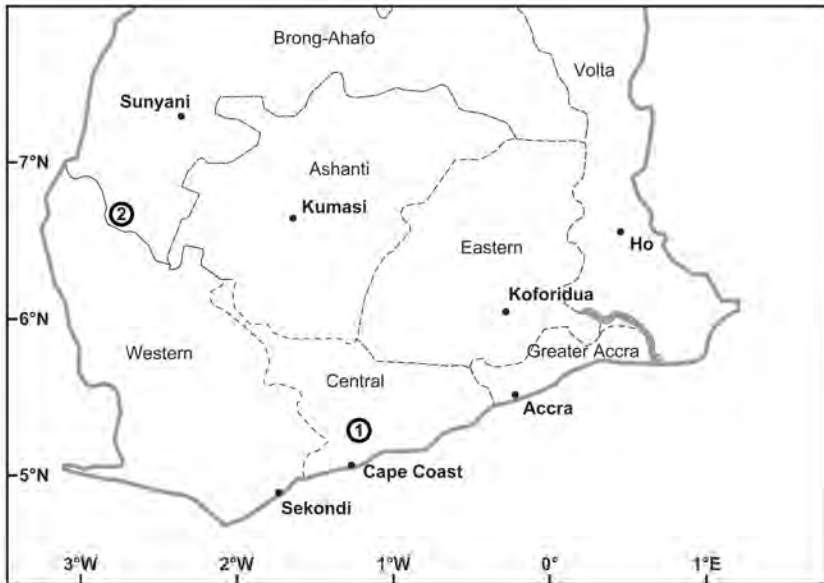 Brong-Ahafo
Volta
Sunyani
7°N
Ashanti
2
Kumasi
Ho
Eastern
Koforidua
6°N
Western
Greater Accra
Central
Accra
1
5°N
Cape Coast
Sekondi
3°W 2°W 1°W 0° 1°E